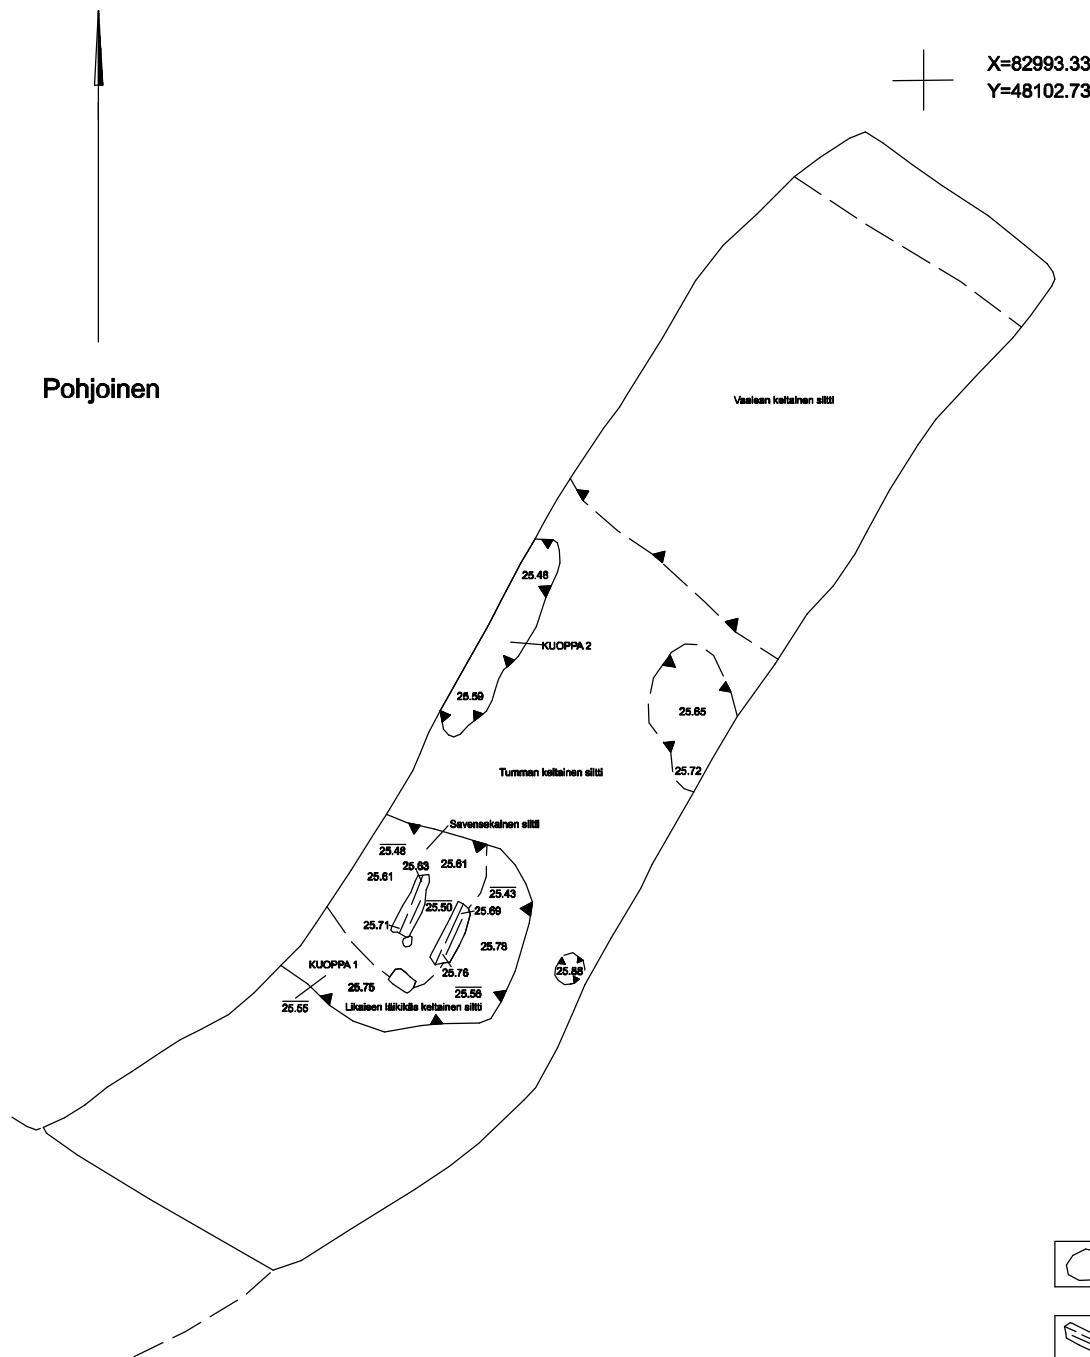 X=82993.33
Y=48102.73
Pohjoinen
Vaalean keltainen siltti
25.48
KUOPPA 2
25.59
25.65
25.72
Tumman keltainen siltti
Savensekainen siltti
25.48
25.63
25.61
25.61
25.43
25.50
25.69
25.71
25.78
KUOPPA 1
25.76
25.68
25.75
25.56
25.55
Likaisen läikikäs keltainen siltti